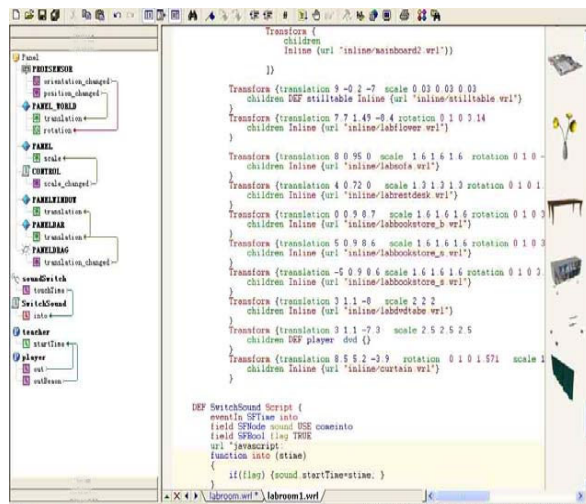 Panel
PROXSENSOR
orientation_changed
position_changed
PANEL_WORLD
translation
rotation
PANEL
scale
CONTROL
scale_changed
PANELWINDOW
translation
PANELBAR
translation
PANELDRAG
translation_changed
soundSwitch
touchTime
SwitchSound
into
teacher
startTime
player
out
outDemon
Transform {
children
Inline {url "inline/mainboard2.wrl"}}
]}
Transform {translation 9 -0.2 -7 scale 0.03 0.03 0.03
children DEF stilltable Inline {url "inline/stilltable.wrl"}
}
Transform {translation 7.7 1.49 -8.4 rotation 0 1 0 3.14
children Inline {url "inline/labflower.wrl"}
}
Transform {translation 8 0.95 0 scale 1.6 1.6 1.6 rotation 0 1 0 -
children Inline {url "inline/labsofa.wrl"}
}
Transform {translation 4 0.72 0 scale 1.3 1.3 1.3 rotation 0 1 0 1.
children Inline {url "inline/labrestdesk.wrl"}
}
Transform {translation 0 0.9 8.7 scale 1.6 1.6 1.6 rotation 0 1 0 3
children Inline {url "inline/labbookstore_b.wrl"}
}
Transform {translation 5 0.9 8.6 scale 1.6 1.6 1.6 rotation 0 1 0 3
children Inline {url "inline/labbookstore_s.wrl"}
}
Transform {translation -5 0.9 8.6 scale 1.6 1.6 1.6 rotation 0 1 0 3.
children Inline {url "inline/labbookstore_s.wrl"}
}
Transform {translation 3 1.1 -8 scale 2 2 2
children Inline {url "inline/labdvdtabe.wrl"}
}
Transform {translation 3 1.1 -7.3 scale 2.5 2.5 2.5
children DEF player dvd {}
}
Transform {translation 8.5 5.2 -3.9 rotation 0 1 0 1.571 scale 1
children Inline {url "inline/curtain.wrl"}
}
DEF SwitchSound Script {
eventIn SFTime into
field SFNode sound USE comeinto
field SFBool flag TRUE
url "javascript:
function into (stime)
{
if(flag) {sound.startTime=stime; }
}
labroom.wrl * labroom1.wrl